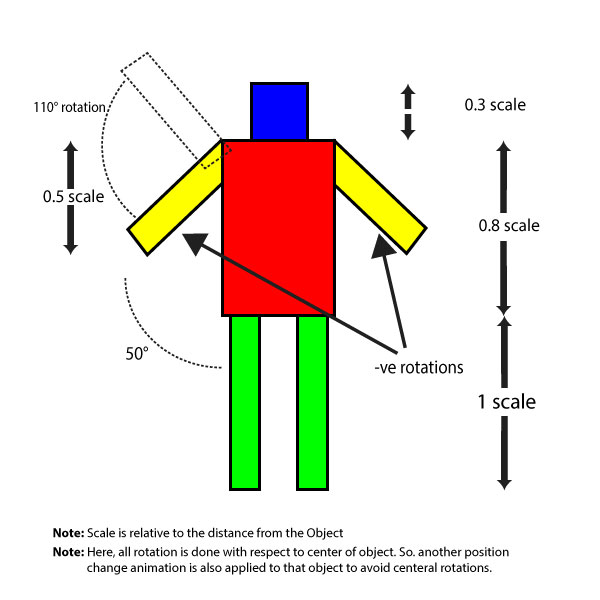 110° rotation
0.3 scale
0.5 scale
0.8 scale
50°
-ve rotations
1 scale
Note: Scale is relative to the distance from the Object
Note: Here, all rotation is done with respect to center of object. So. another position
change animation is also applied to that object to avoid centeral rotations.